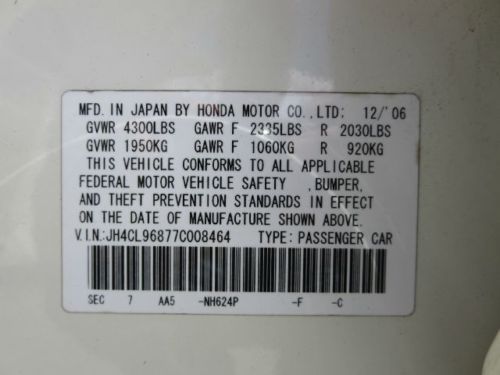 MFD. IN JAPAN BY HONDA MOTOR CO.,LTD: 12/'06
GVWR 4300LBS GAWR F 2335LBS R 2030LBS
GVWR 1950KG GAWR F 1060KG R 920KG
THIS VEHICLE CONFORMS TO ALL APPLICABLE
FEDERAL MOTOR VEHICLE SAFETY ,BUMPER,
AND THEFT PREVENTION STANDARDS IN EFFECT
ON THE DATE OF MANUFACTURE SHOWN ABOVE.
V.I.N:JH4CL96877C008464 TYPE: PASSENGER CAR
SEC 7 AA5 -NH624P -F -C